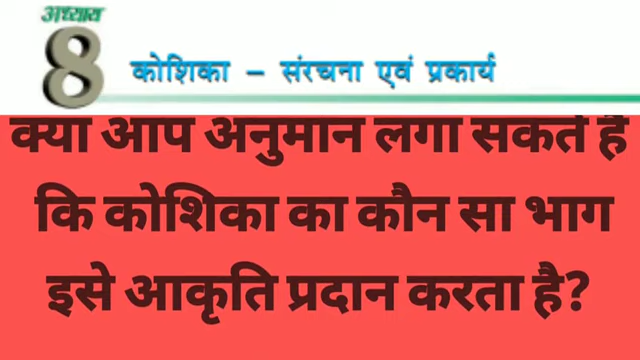 अध्याय
8
कोशिका – संरचना एवं प्रकार्य
क्या आप अनुमान लगा सकते हैं
कि कोशिका का कौन सा भाग
इसे आकृति प्रदान करता है?